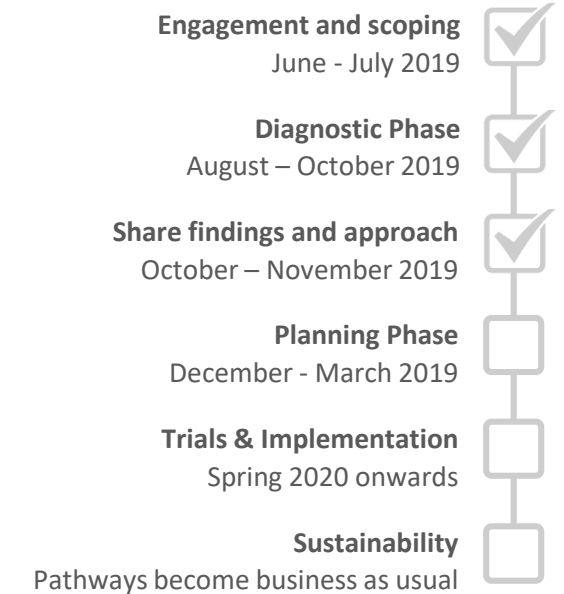 Engagement and scoping
June - July 2019
Diagnostic Phase
August – October 2019
Share findings and approach
October – November 2019
Planning Phase
December - March 2019
Trials & Implementation
Spring 2020 onwards
Sustainability
Pathways become business as usual